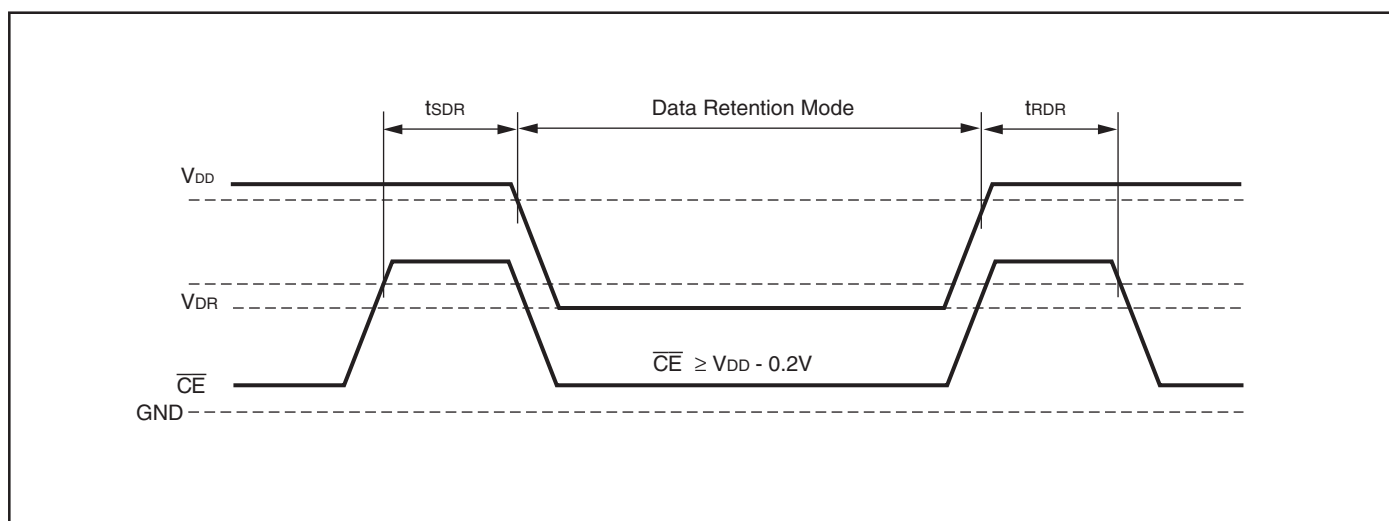 tSDR Data Retention Mode tRDR
VDD
VDR
CE ≥ VDD - 0.2V
CE
GND